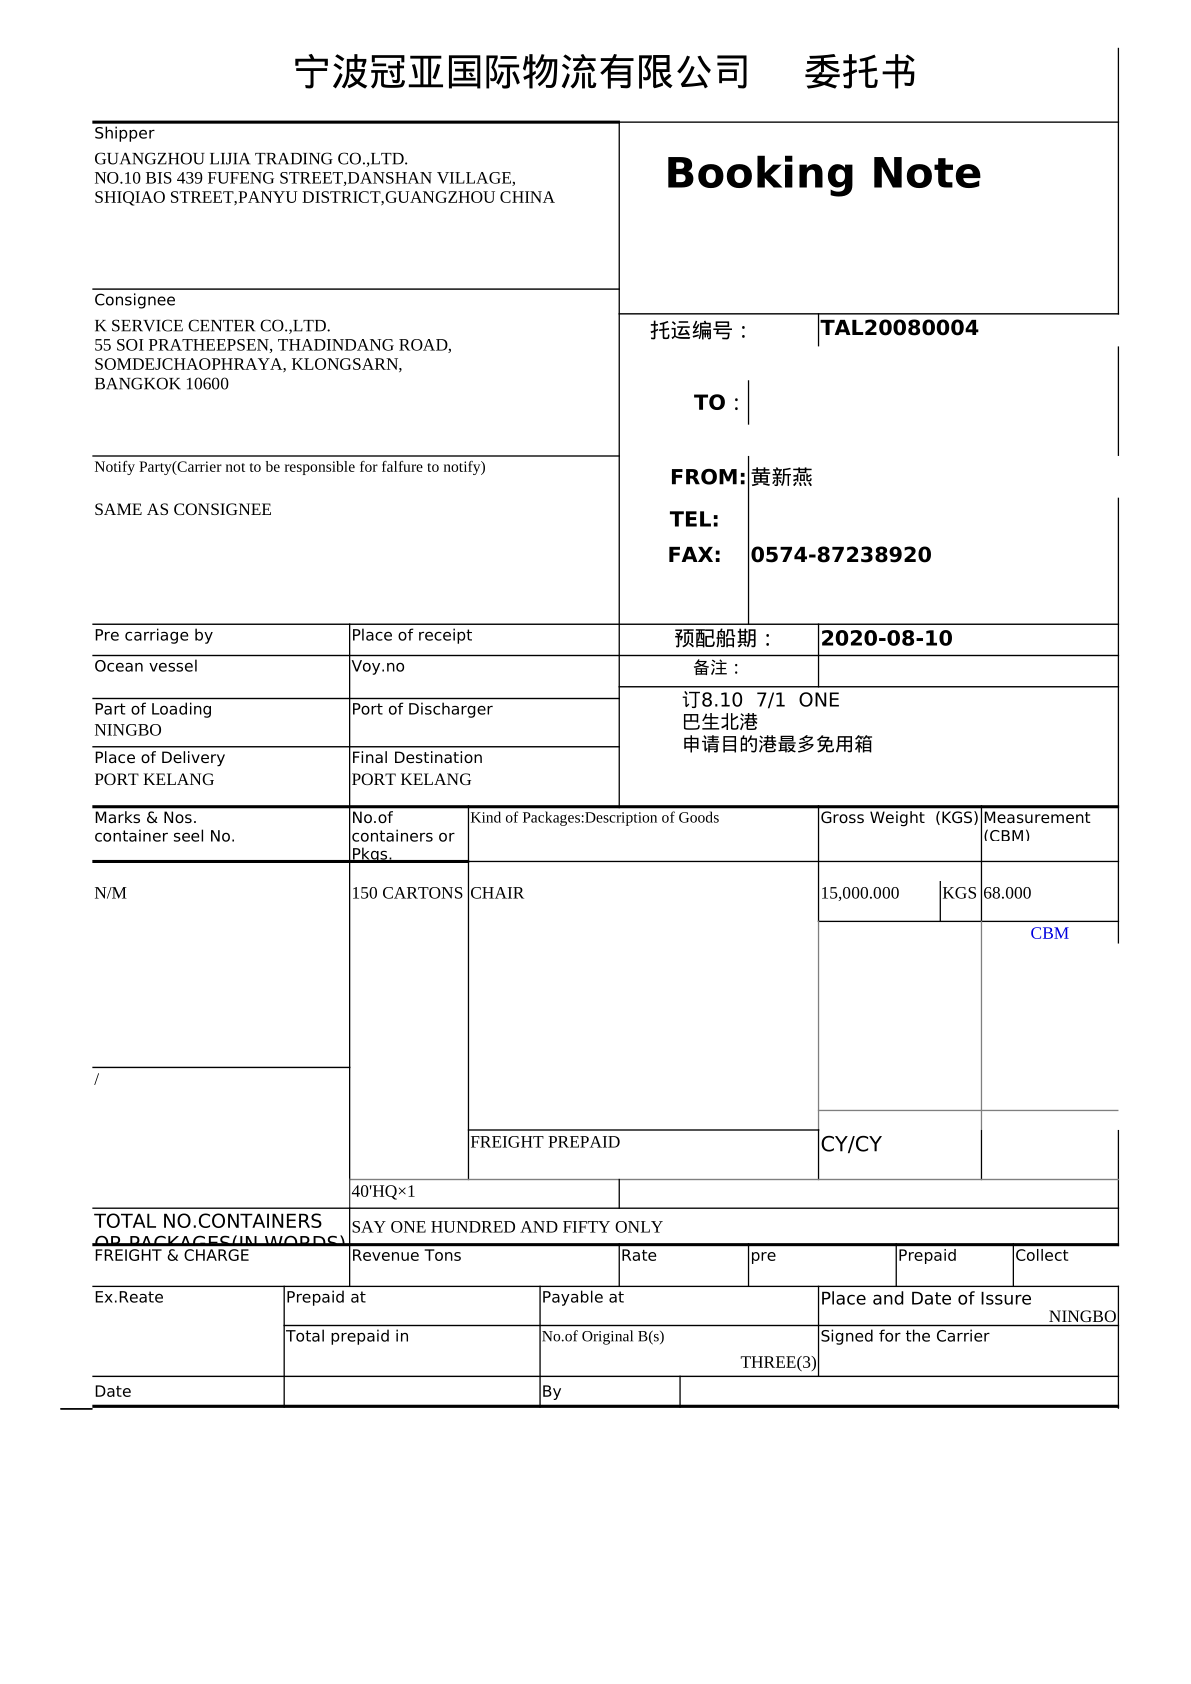 宁波冠亚国际物流有限公司 委托书
Shipper
GUANGZHOU LIJIA TRADING CO.,LTD.
NO.10 BIS 439 FUFENG STREET,DANSHAN VILLAGE,
SHIQIAO STREET,PANYU DISTRICT,GUANGZHOU CHINA
Booking Note
Consignee
K SERVICE CENTER CO.,LTD.
55 SOI PRATHEEPSEN, THADINDANG ROAD,
SOMDEJCHAOPHRAYA, KLONGSARN,
BANGKOK 10600
托运编号： TAL20080004
TO：
Notify Party(Carrier not to be responsible for falfure to notify)
SAME AS CONSIGNEE
FROM: 黄新燕
TEL:
FAX: 0574-87238920
Pre carriage by Place of receipt 预配船期： 2020-08-10
Ocean vessel Voy.no 备注：
Part of Loading Port of Discharger
NINGBO
订8.10 7/1 ONE
巴生北港
申请目的港最多免用箱
Place of Delivery Final Destination
PORT KELANG PORT KELANG
Marks & Nos.
container seel No.
No.of
containers or
Pkgs.
Kind of Packages:Description of Goods
Gross Weight (KGS)
Measurement
(CBM)
N/M 150 CARTONS CHAIR 15,000.000 KGS 68.000
CBM
/
FREIGHT PREPAID CY/CY
40'HQ×1
TOTAL NO.CONTAINERS
OR PACKAGES(IN WORDS)
SAY ONE HUNDRED AND FIFTY ONLY
FREIGHT & CHARGE Revenue Tons Rate pre Prepaid Collect
Ex.Reate Prepaid at Payable at Place and Date of Issure
NINGBO
Total prepaid in No.of Original B(s) Signed for the Carrier
THREE(3)
Date By